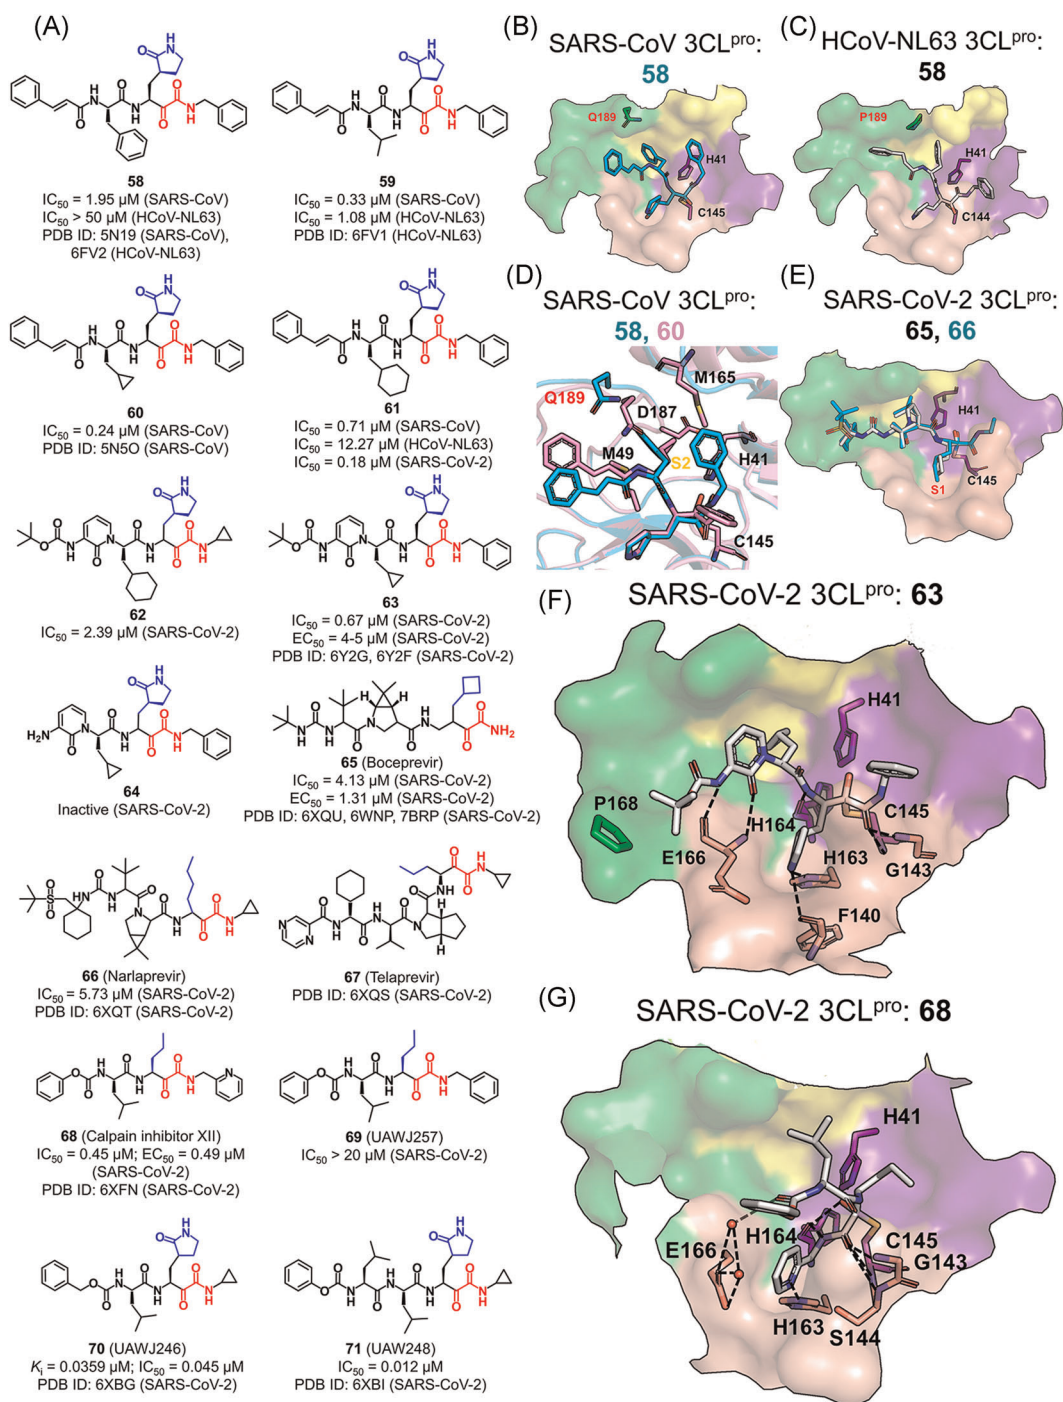 (A)
58
IC50 = 1.95 µM (SARS-CoV)
IC50 > 50 µM (HCoV-NL63)
PDB ID: 5N19 (SARS-CoV),
6FV2 (HCoV-NL63)
59
IC50 = 0.33 µM (SARS-CoV)
IC50 = 1.08 µM (HCoV-NL63)
PDB ID: 6FV1 (HCoV-NL63)
60
IC50 = 0.24 µM (SARS-CoV)
PDB ID: 5N5O (SARS-CoV)
61
IC50 = 0.71 µM (SARS-CoV)
IC50 = 12.27 µM (HCoV-NL63)
IC50 = 0.18 µM (SARS-CoV-2)
62
IC50 = 2.39 µM (SARS-CoV-2)
63
IC50 = 0.67 µM (SARS-CoV-2)
EC50 = 4-5 µM (SARS-CoV-2)
PDB ID: 6Y2G, 6Y2F (SARS-CoV-2)
64
Inactive (SARS-CoV-2)
65 (Boceprevir)
IC50 = 4.13 µM (SARS-CoV-2)
EC50 = 1.31 µM (SARS-CoV-2)
PDB ID: 6XQU, 6WNP, 7BRP (SARS-CoV-2)
66 (Narlaprevir)
IC50 = 5.73 µM (SARS-CoV-2)
PDB ID: 6XQT (SARS-CoV-2)
67 (Telaprevir)
PDB ID: 6XQS (SARS-CoV-2)
68 (Calpain inhibitor XII)
IC50 = 0.45 µM; EC50 = 0.49 µM
(SARS-CoV-2)
PDB ID: 6XFN (SARS-CoV-2)
69 (UAWJ257)
IC50 > 20 µM (SARS-CoV-2)
70 (UAWJ246)
Ki = 0.0359 µM; IC50 = 0.045 µM
PDB ID: 6XBG (SARS-CoV-2)
71 (UAW248)
IC50 = 0.012 µM
PDB ID: 6XBI (SARS-CoV-2)
(B)
SARS-CoV 3CLpro:
58
Q189
H41
C145
(C)
HCoV-NL63 3CLpro:
58
P189
H41
C144
(D)
SARS-CoV 3CLpro:
58, 60
M165
Q189
D187
M49
S2
H41
C145
(E)
SARS-CoV-2 3CLpro:
65, 66
H41
S1
C145
(F)
SARS-CoV-2 3CLpro: 63
H41
P168
H164
C145
E166
H163
G143
F140
(G)
SARS-CoV-2 3CLpro: 68
H41
H164
E166
C145
G143
H163
S144